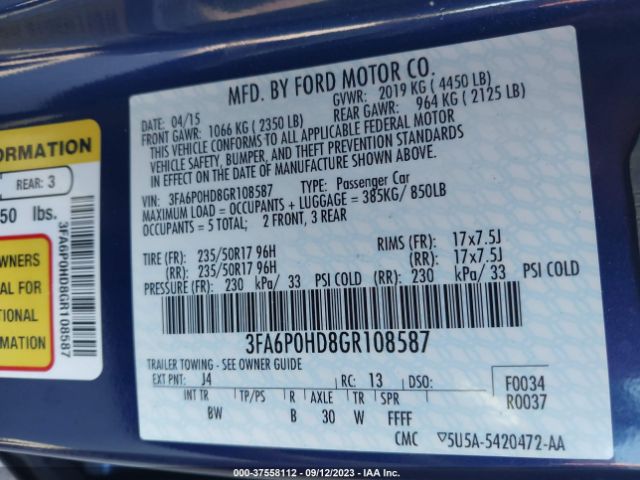 MFD. BY FORD MOTOR CO.
DATE: 04/15 GVWR: 2019 KG ( 4450 LB)
FRONT GAWR: 1066 KG ( 2350 LB) REAR GAWR: 964 KG ( 2125 LB)
THIS VEHICLE CONFORMS TO ALL APPLICABLE FEDERAL MOTOR
VEHICLE SAFETY, BUMPER, AND THEFT PREVENTION STANDARDS
IN EFFECT ON THE DATE OF MANUFACTURE SHOWN ABOVE.
VIN: 3FA6P0HD8GR108587 TYPE: Passenger Car
MAXIMUM LOAD = OCCUPANTS + LUGGAGE = 385KG/ 850LB
OCCUPANTS = 5 TOTAL; 2 FRONT, 3 REAR
TIRE (FR): 235/50R17 96H RIMS (FR): 17x7.5J
(RR): 235/50R17 96H (RR): 17x7.5J
PRESSURE (FR): 230 kPa/ 33 PSI COLD (RR): 230 kPa/ 33 PSI COLD
3FA6P0HD8GR108587
TRAILER TOWING - SEE OWNER GUIDE
EXT PNT: J4 RC: 13 DSO: F0034
INT TR TP/PS R AXLE TR SPR R0037
BW B 30 W FFFF
CMC ▽5U5A-5420472-AA
FORMATION
REAR: 3
50 lbs.
WNERS
AL FOR
TIONAL
MATION
3FA6P0HD8GR108587
000-37558112 - 09/12/2023 - IAA Inc.